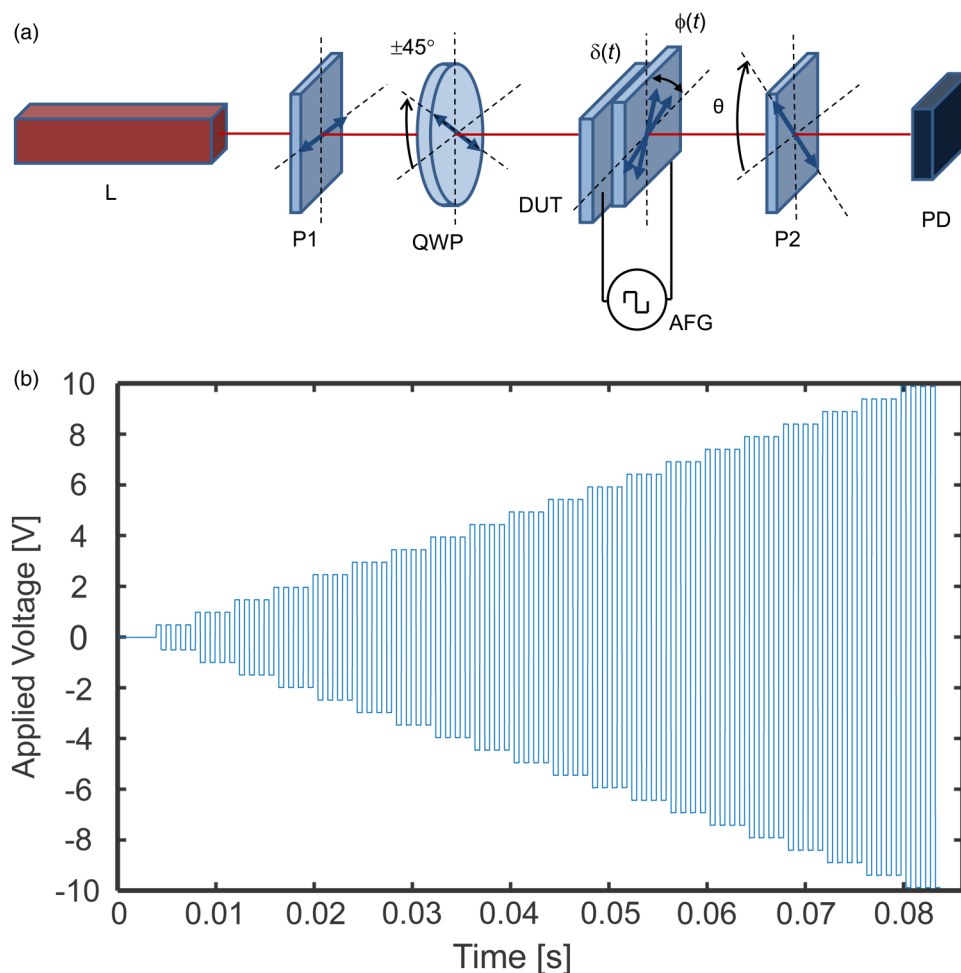 (a)
±45°
δ(t)
ϕ(t)
θ
L
P1
QWP
DUT
P2
PD
AFG
(b)
10
8
6
4
2
0
-2
-4
-6
-8
-10
Applied Voltage [V]
0 0.01 0.02 0.03 0.04 0.05 0.06 0.07 0.08
Time [s]